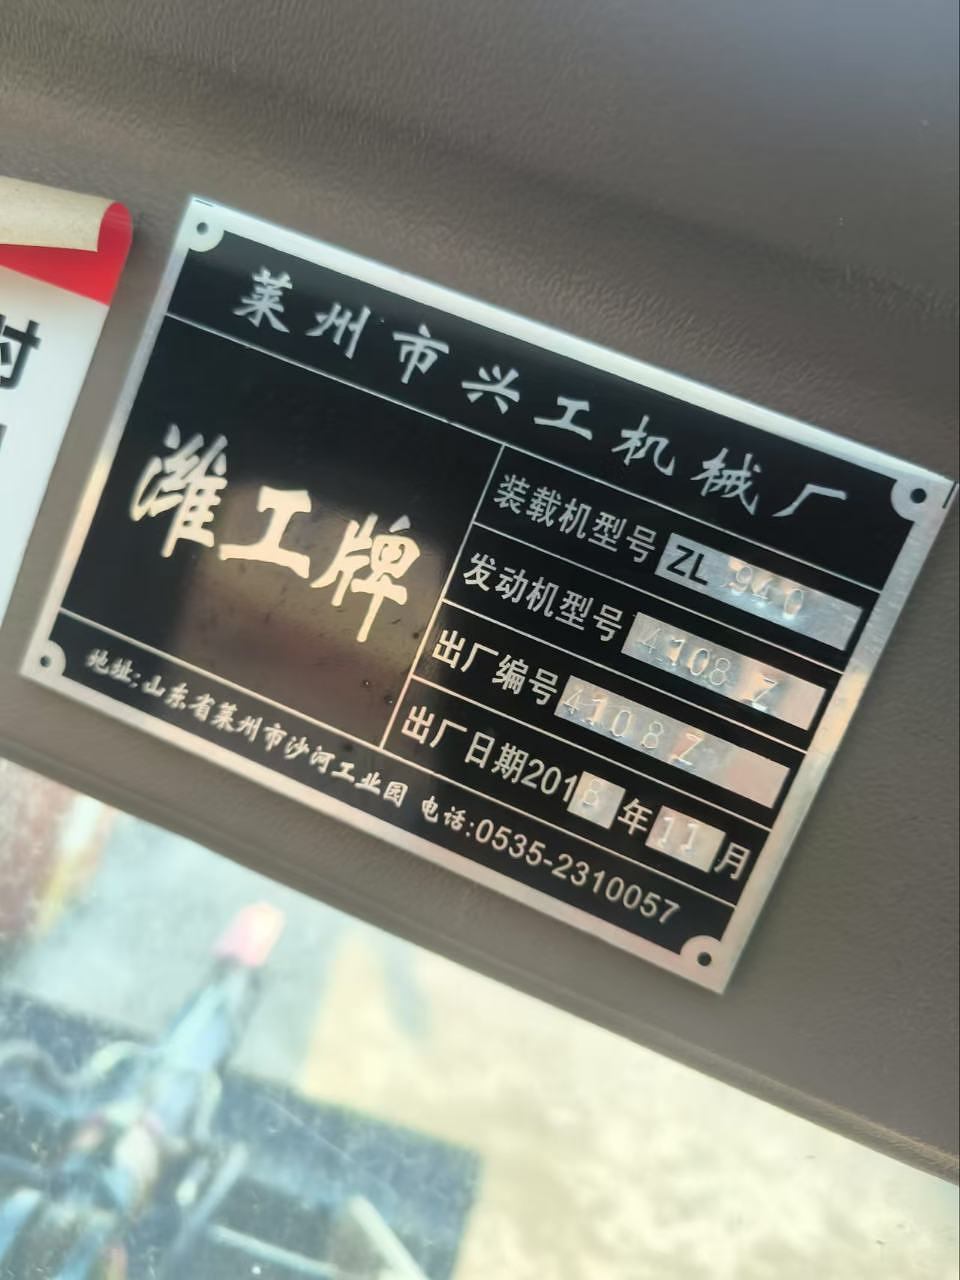 莱州市兴工机械厂
潍工牌
装载机型号 ZL 940
发动机型号 4108 Z
出厂编号 4108 Z
出厂日期2018年11月
地址:山东省莱州市沙河工业园 电话:0535-2310057
村